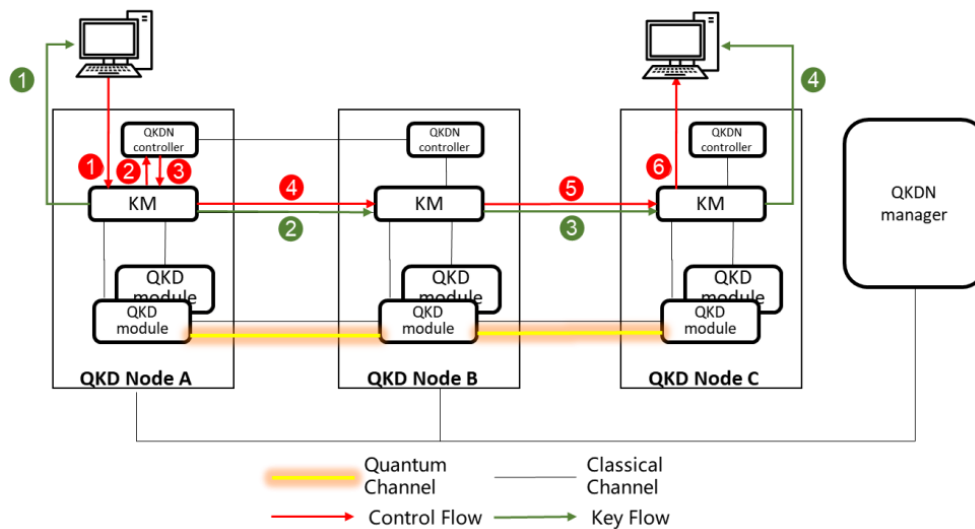 1
4
QKDN
controller
QKDN
controller
QKDN
controller
1
2
3
4
5
6
KM
KM
KM
2
3
QKDN
manager
QKD
module
QKD
module
QKD
module
QKD
module
QKD
module
QKD
module
QKD Node A
QKD Node B
QKD Node C
Quantum
Channel
Classical
Channel
Control Flow
Key Flow